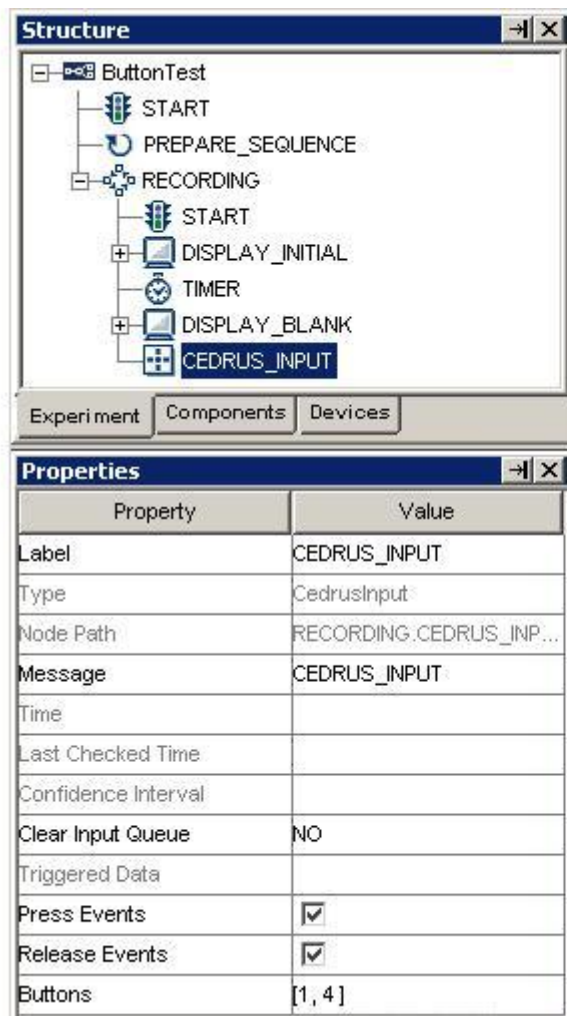 Structure
ButtonTest
START
PREPARE_SEQUENCE
RECORDING
START
DISPLAY_INITIAL
TIMER
DISPLAY_BLANK
CEDRUS_INPUT
Experiment Components Devices
Properties
Property Value
Label CEDRUS_INPUT
Type CedrusInput
Node Path RECORDING.CEDRUS_INP...
Message CEDRUS_INPUT
Time
Last Checked Time
Confidence Interval
Clear Input Queue NO
Triggered Data
Press Events
Release Events
Buttons [1, 4]